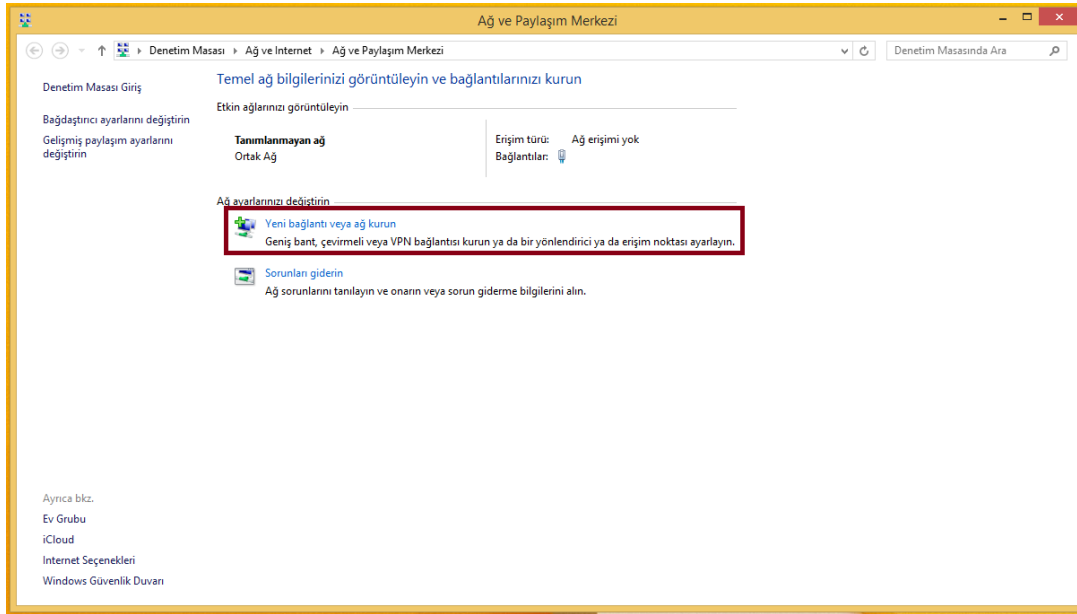 Ağ ve Paylaşım Merkezi
Denetim Masası Ağ ve Internet Ağ ve Paylaşım Merkezi
Denetim Masasında Ara
Denetim Masası Giriş
Bağdaştırıcı ayarlarını değiştirin
Gelişmiş paylaşım ayarlarını
değiştirin
Temel ağ bilgilerinizi görüntüleyin ve bağlantılarınızı kurun
Etkin ağlarınızı görüntüleyin
Tanımlanmayan ağ
Ortak Ağ
Erişim türü: Ağ erişimi yok
Bağlantılar:
Ağ ayarlarınızı değiştirin
Yeni bağlantı veya ağ kurun
Geniş bant, çevirmeli veya VPN bağlantısı kurun ya da bir yönlendirici ya da erişim noktası ayarlayın.
Sorunları giderin
Ağ sorunlarını tanılayın ve onarın veya sorun giderme bilgilerini alın.
Ayrıca bkz.
Ev Grubu
iCloud
Internet Seçenekleri
Windows Güvenlik Duvarı